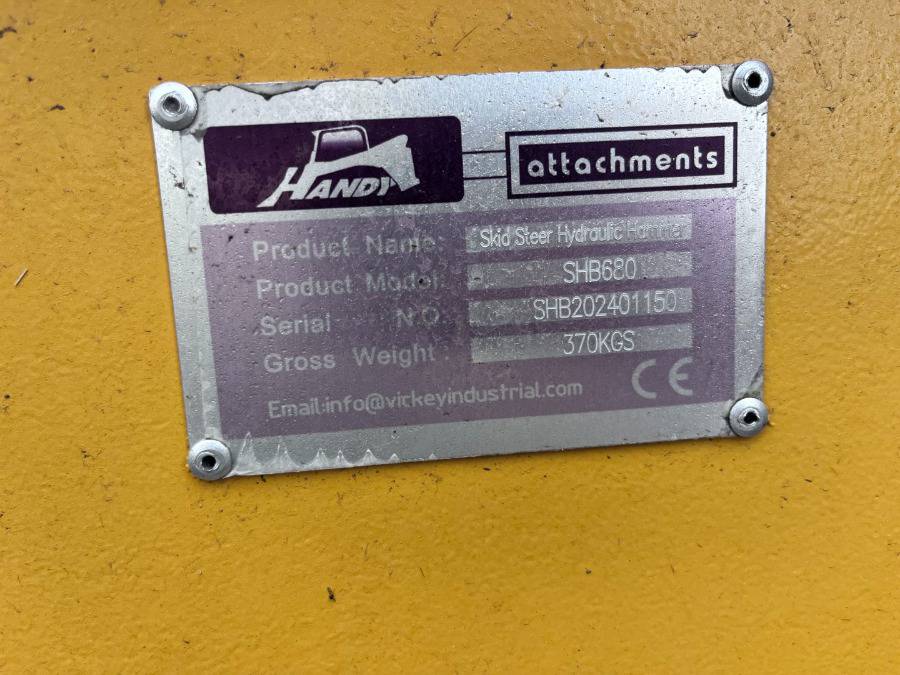 HANDY attachments
Product Name: Skid Steer Hydraulic Hamme
Product Model: SHB680
Serial N.O SHB202401150
Gross Weight : 370KGS
Email:info@vickeyindustrial.com CE